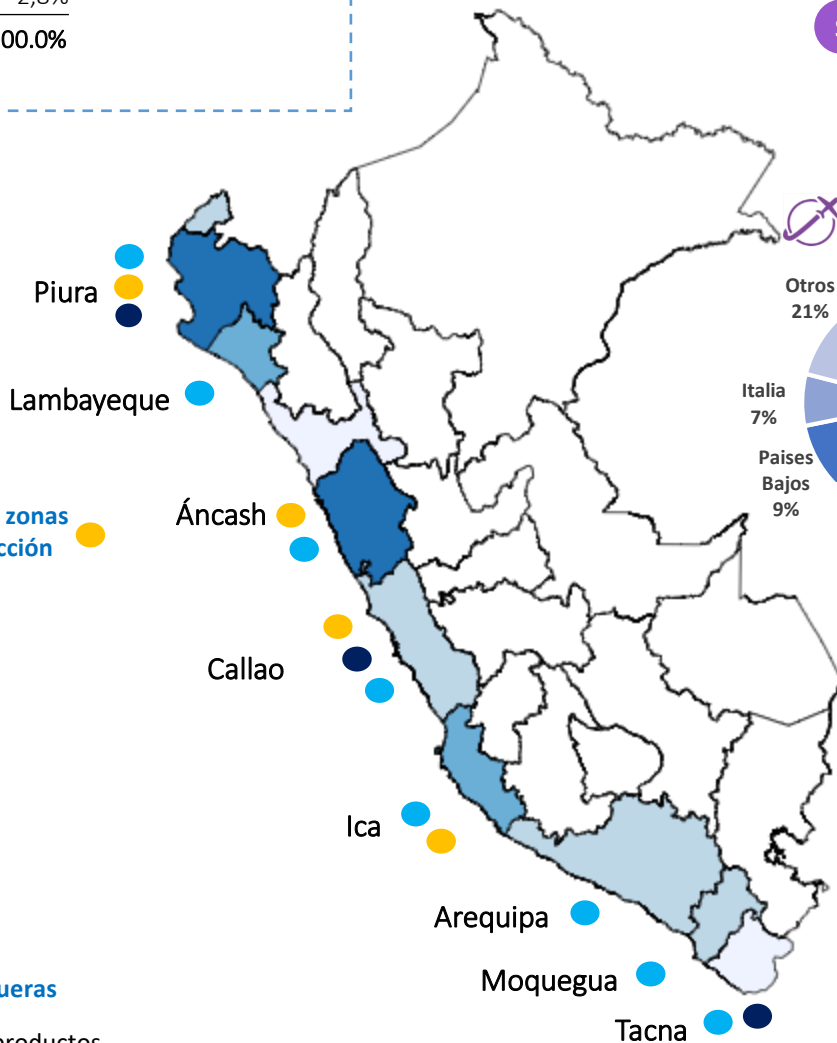 00.0%
Piura
Lambayeque
Áncash
zonas
cción
Callao
Ica
Arequipa
Moquegua
Tacna
Otros
21%
Italia
7%
Paises
Bajos
9%
ueras
productos